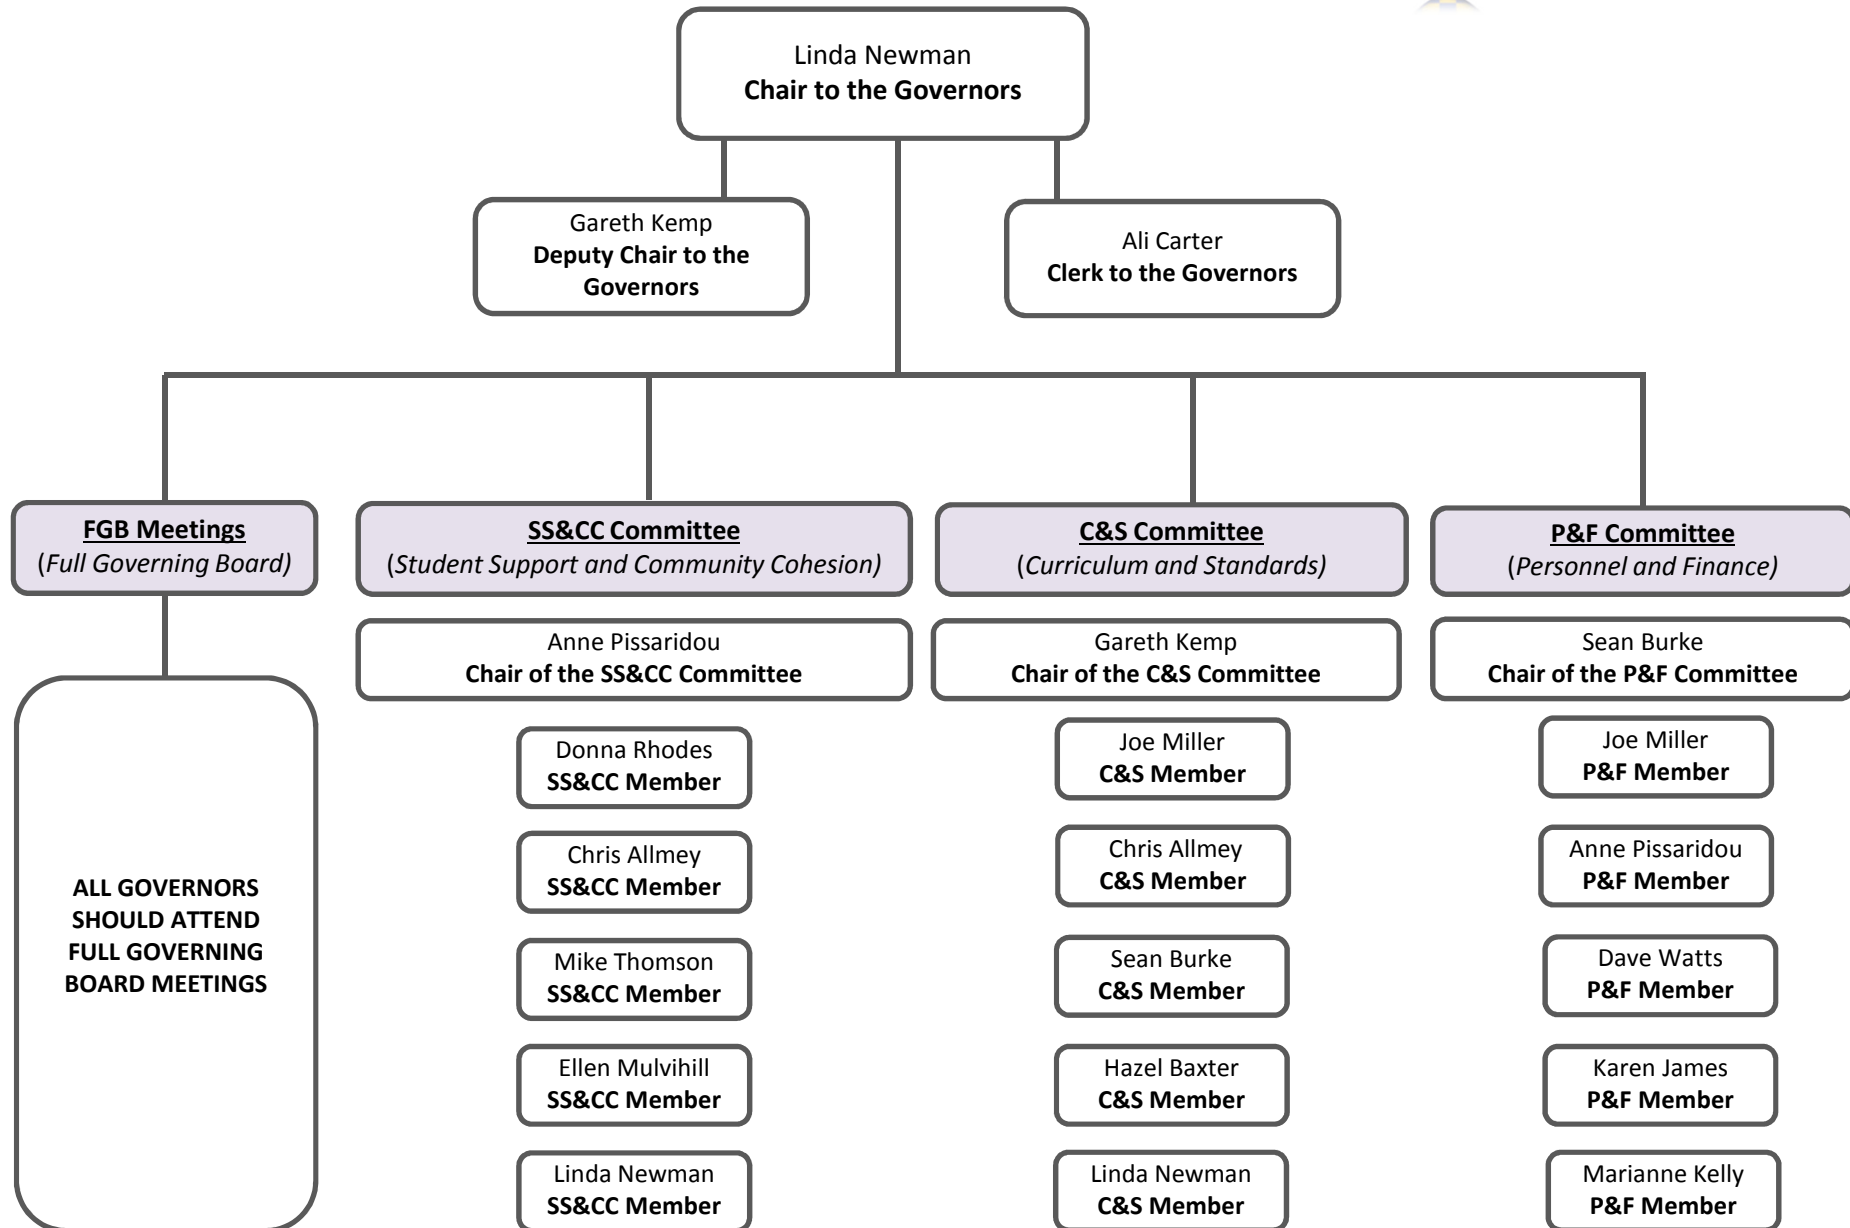 Linda Newman
Chair to the Governors
Gareth Kemp
Deputy Chair to the
Governors
Ali Carter
Clerk to the Governors
FGB Meetings
(Full Governing Board)
ALL GOVERNORS
SHOULD ATTEND
FULL GOVERNING
BOARD MEETINGS
SS&CC Committee
(Student Support and Community Cohesion)
Anne Pissaridou
Chair of the SS&CC Committee
Donna Rhodes
SS&CC Member
Chris Allmey
SS&CC Member
Mike Thomson
SS&CC Member
Ellen Mulvihill
SS&CC Member
Linda Newman
SS&CC Member
C&S Committee
(Curriculum and Standards)
Gareth Kemp
Chair of the C&S Committee
Joe Miller
C&S Member
Chris Allmey
C&S Member
Sean Burke
C&S Member
Hazel Baxter
C&S Member
Linda Newman
C&S Member
P&F Committee
(Personnel and Finance)
Sean Burke
Chair of the P&F Committee
Joe Miller
P&F Member
Anne Pissaridou
P&F Member
Dave Watts
P&F Member
Karen James
P&F Member
Marianne Kelly
P&F Member